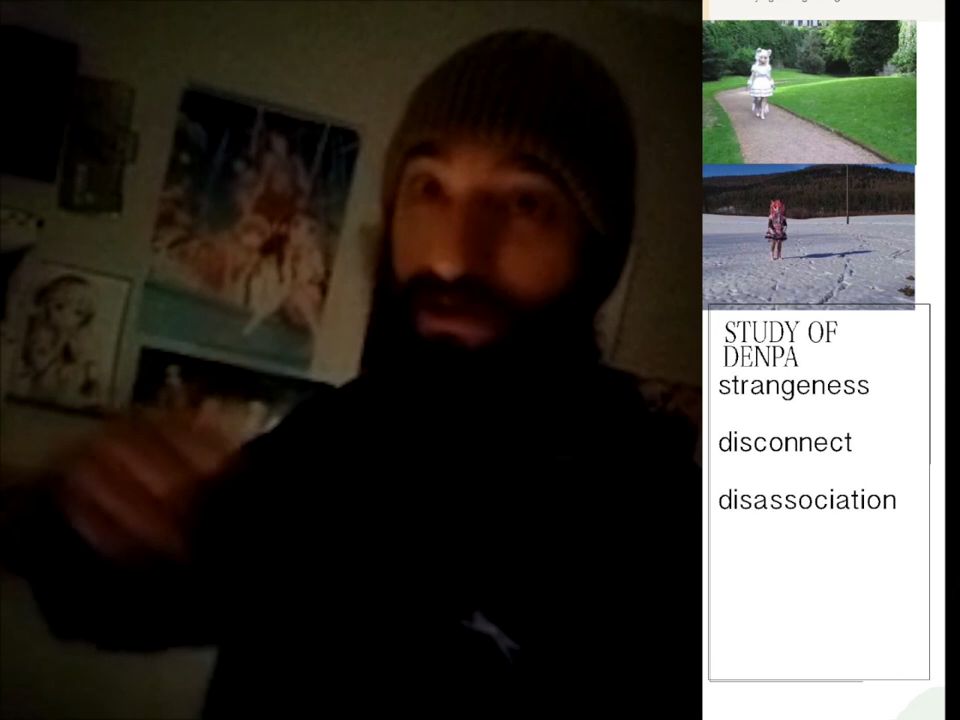 STUDY OF
DENPA
strangeness
disconnect
disassociation